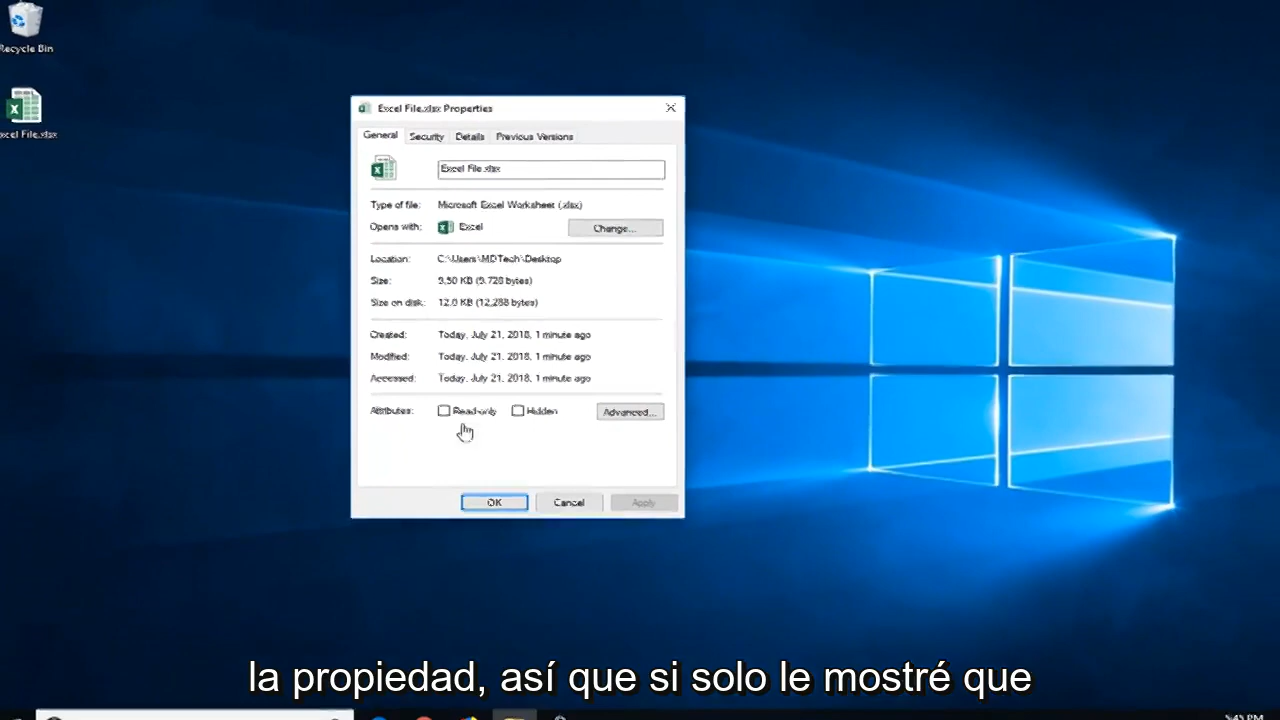 Recycle Bin
Excel File.xlsx
Excel File.xlsx Properties
General Security Details Previous Versions
Excel File.xlsx
Type of file: Microsoft Excel Worksheet (.xlsx)
Opens with: Excel Change...
Location: C:\Users\MDTech\Desktop
Size: 9.50 KB (9,728 bytes)
Size on disk: 12.0 KB (12,288 bytes)
Created: Today, July 21, 2018, 1 minute ago
Modified: Today, July 21, 2018, 1 minute ago
Accessed: Today, July 21, 2018, 1 minute ago
Attributes: Read-only Hidden Advanced...
OK Cancel Apply
la propiedad, así que si solo le mostré que
5:45 PM